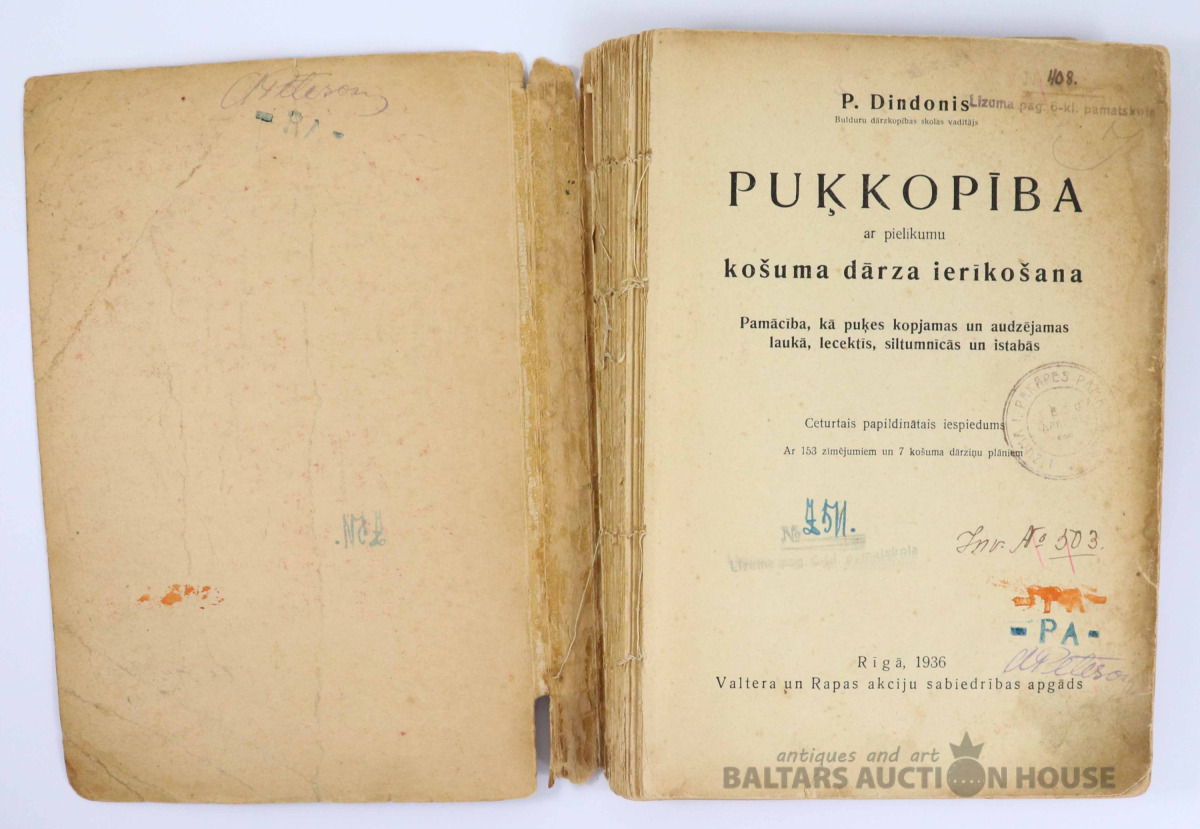 - PA -
408.
Lizuma pag. 6-kl. pamatskola
P. Dindonis
Bulduru dārzkopības skolas vadītājs
PUĶKOPĪBA
ar pielikumu
košuma dārza ierīkošana
Pamācība, kā puķes kopjamas un audzējamas
laukā, lecektīs, siltumnīcās un istabās
Ceturtais papildinātais iespiedums
Ar 153 zīmējumiem un 7 košuma dārziņu plāniem
№
Inv. № 503.
- PA -
Rīgā, 1936
Valtera un Rapas akciju sabiedrības apgāds
antiques and art
BALTARS AUCTION HOUSE